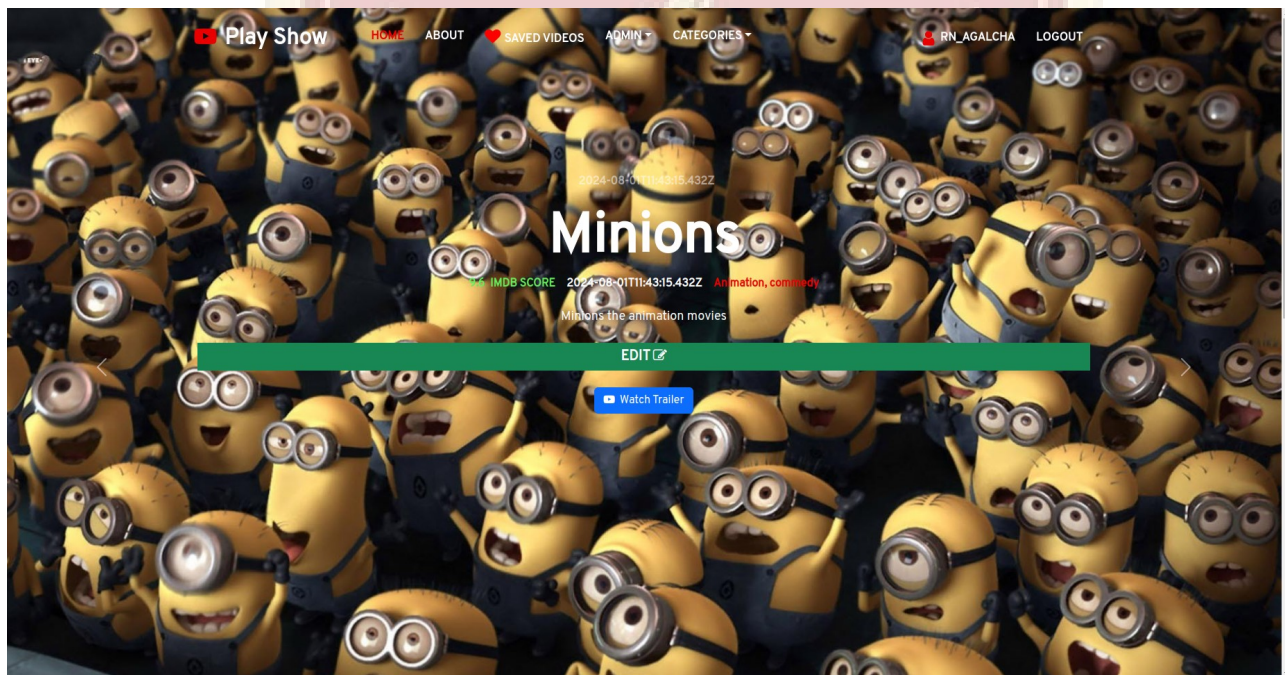 Play Show HOME ABOUT SAVED VIDEOS ADMIN CATEGORIES RN_AGALCHA LOGOUT
2024-08-01T11:43:15.432Z
Minions
IMDB SCORE 2024-08-01T11:43:15.432Z Animation, commedy
Minions the animation movies
EDIT
Watch Trailer